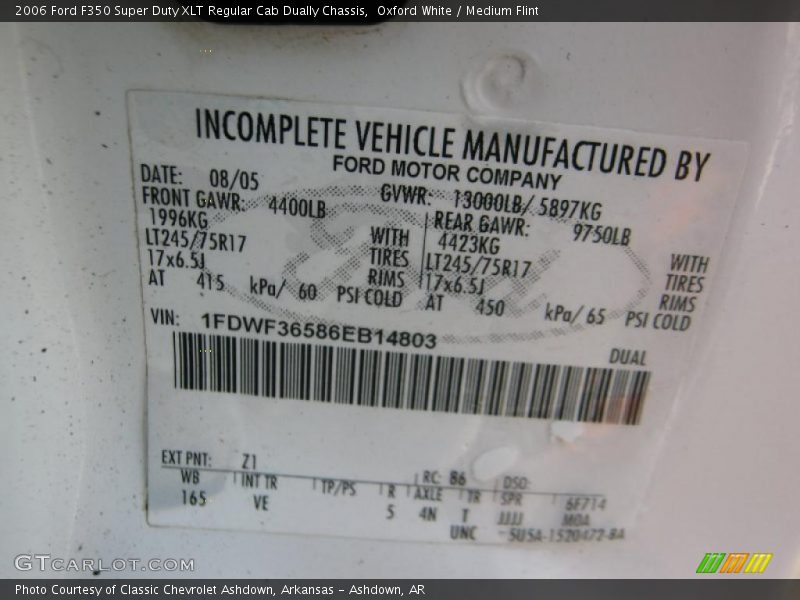 2006 Ford F350 Super Duty XLT Regular Cab Dually Chassis,  Oxford White / Medium Flint
INCOMPLETE VEHICLE MANUFACTURED BY
FORD MOTOR COMPANY
DATE: 08/05 GVWR: 13000LB/ 5897KG
FRONT GAWR: 4400LB REAR GAWR: 9750LB
1996KG WITH 4423KG WITH
LT245/75R17 TIRES LT245/75R17 TIRES
17x6.5J RIMS 17x6.5J RIMS
AT 415 kPa/ 60 PSI COLD AT 450 kPa/ 65 PSI COLD
VIN: 1FDWF36586EB14803
DUAL
EXT PNT: Z1 RC: 86 DSO:
WB INT TR TP/PS R AXLE TR SPR 6F714
165 VE 5 4N T JJJJ MOA
UNC 5U5A-1520472-BA
GTCARLOT.COM
Photo Courtesy of Classic Chevrolet Ashdown, Arkansas - Ashdown, AR